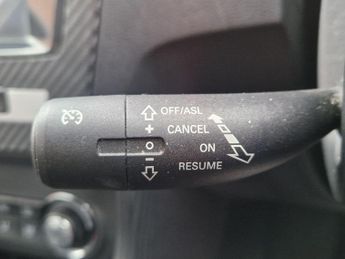 OFF/ASL
+ CANCEL
O ON
− RESUME